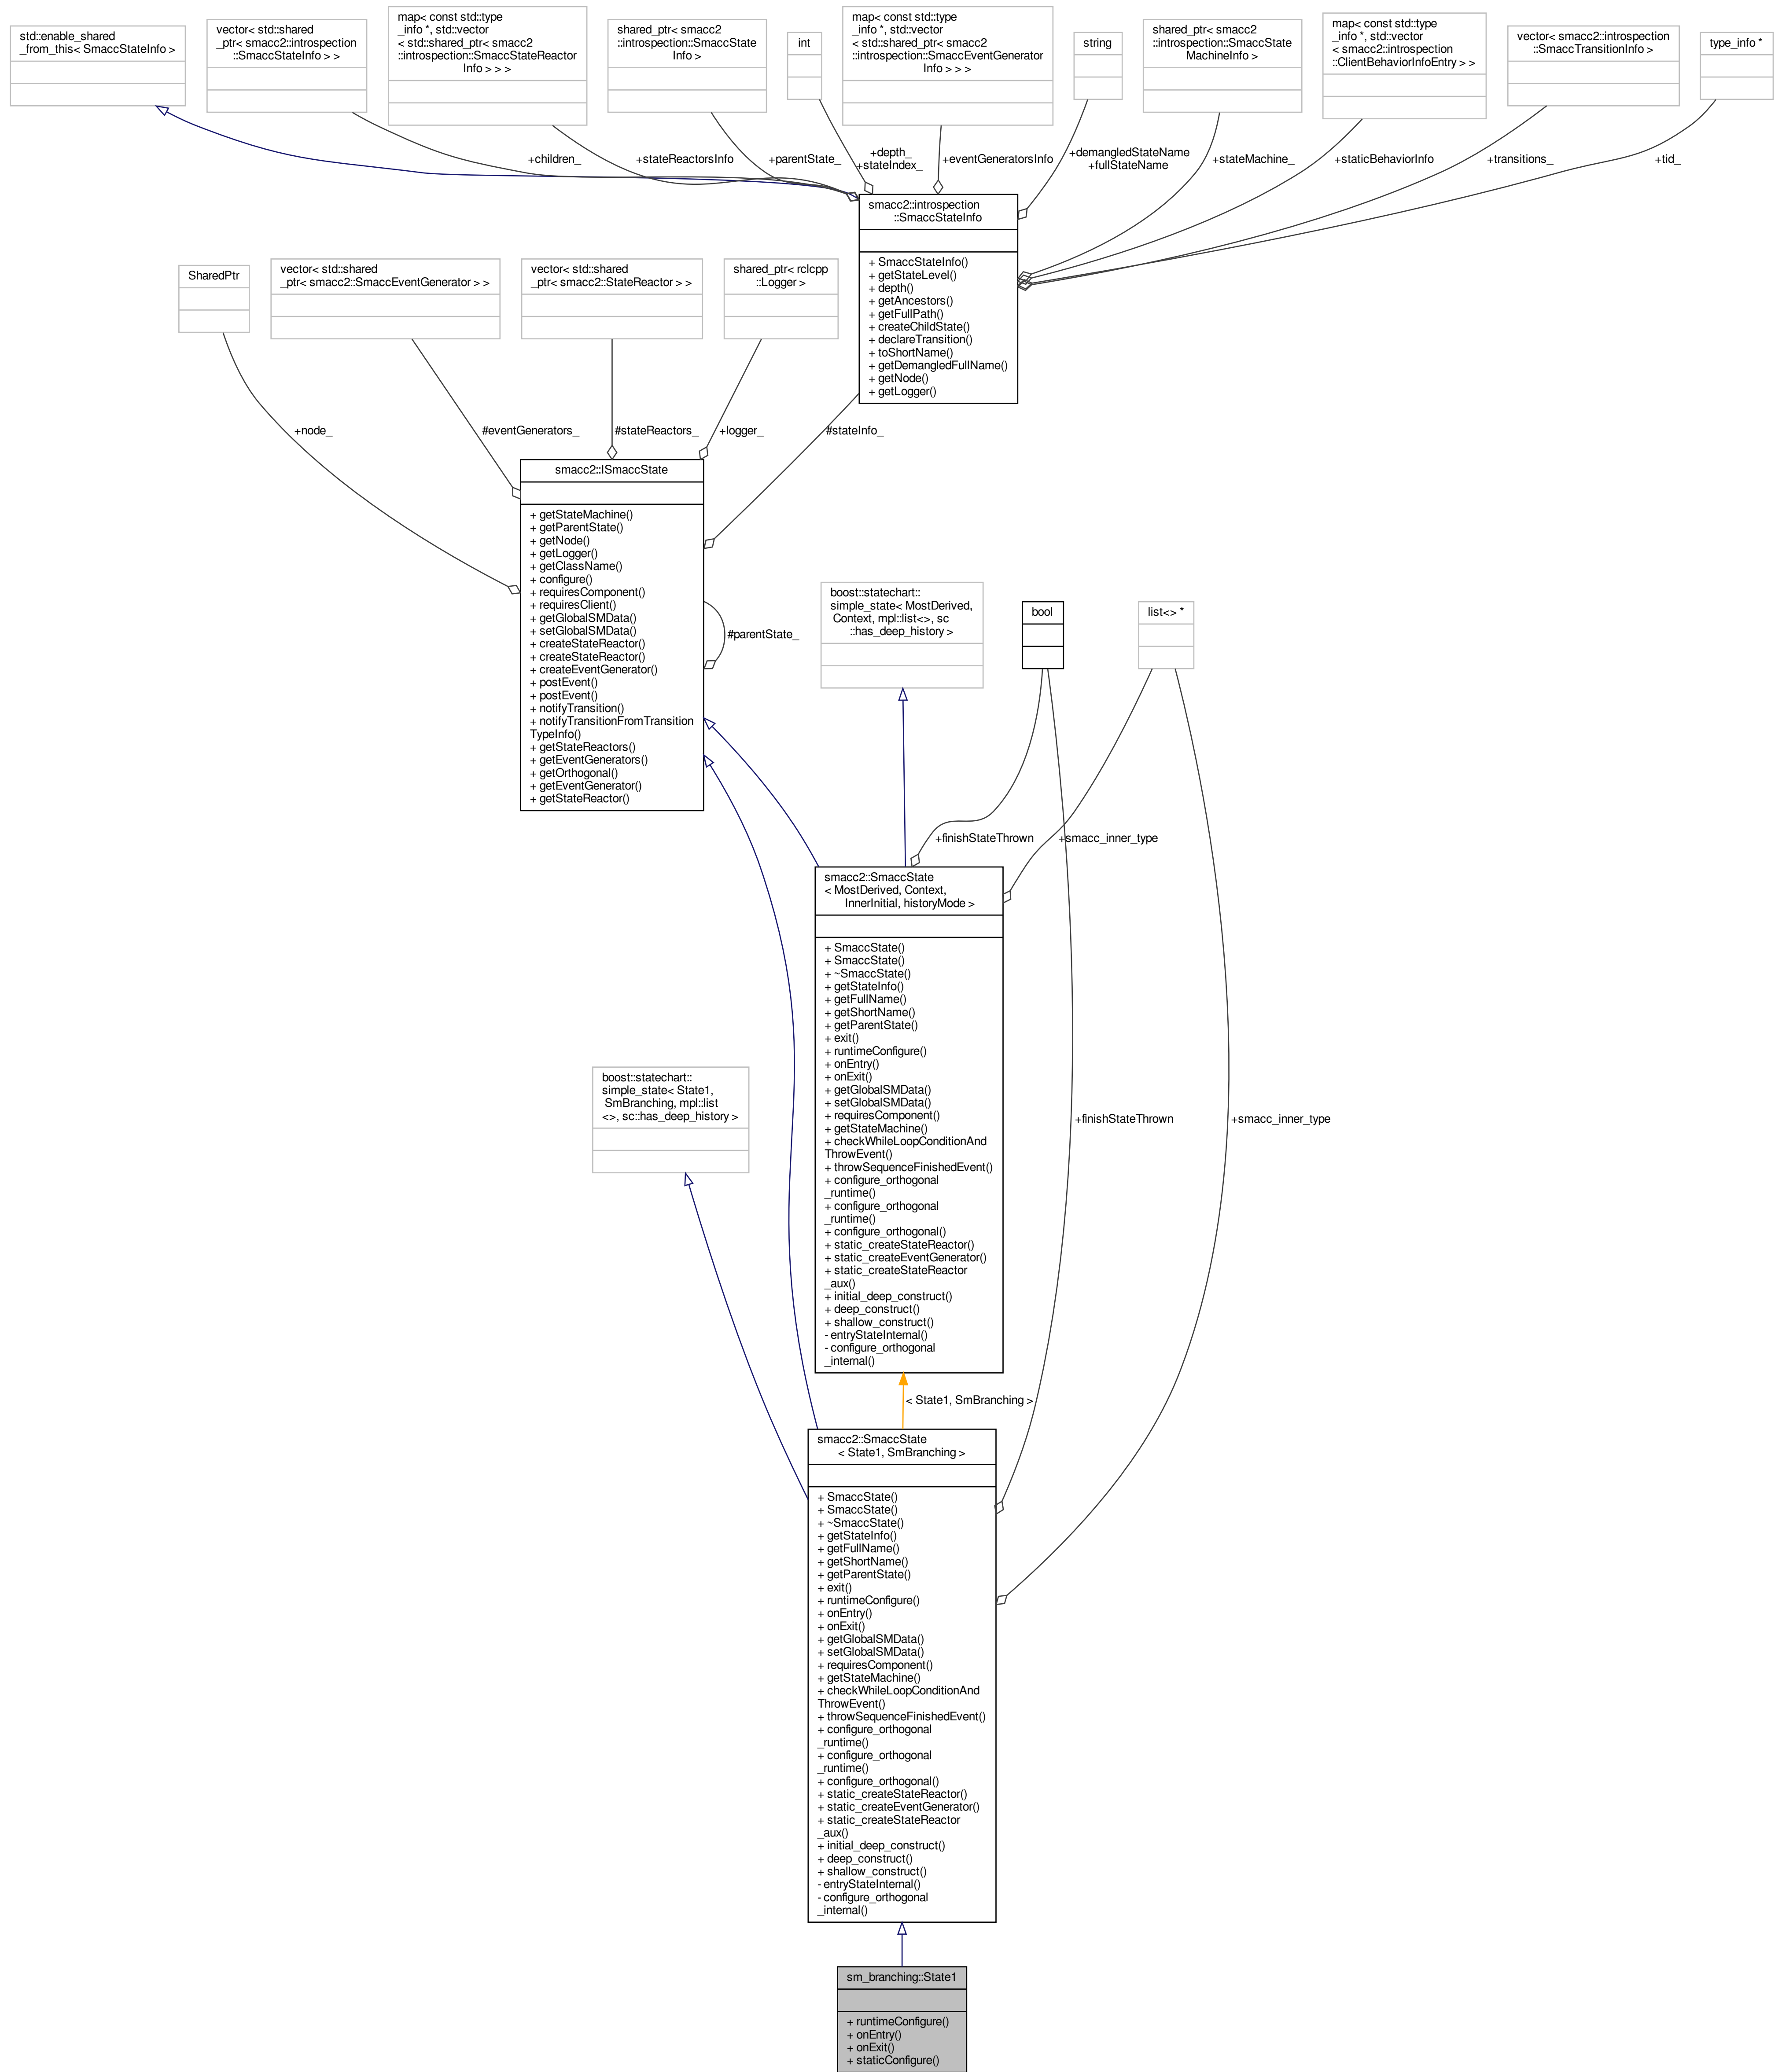 std::enable_shared
_from_this< SmaccStateInfo >
vector< std::shared
_ptr< smacc2::introspection
::SmaccStateInfo > >
map< const std::type
_info *, std::vector
< std::shared_ptr< smacc2
::introspection::SmaccStateReactor
Info > > >
shared_ptr< smacc2
::introspection::SmaccState
Info >
int
map< const std::type
_info *, std::vector
< std::shared_ptr< smacc2
::introspection::SmaccEventGenerator
Info > > >
string
shared_ptr< smacc2
::introspection::SmaccState
MachineInfo >
map< const std::type
_info *, std::vector
< smacc2::introspection
::ClientBehaviorInfoEntry > >
vector< smacc2::introspection
::SmaccTransitionInfo >
type_info *
+children_
+stateReactorsInfo
+parentState_
+depth_
+stateIndex_
+eventGeneratorsInfo
+demangledStateName
+fullStateName
+stateMachine_
+staticBehaviorInfo
+transitions_
+tid_
smacc2::introspection
::SmaccStateInfo
+ SmaccStateInfo()
+ getStateLevel()
+ depth()
+ getAncestors()
+ getFullPath()
+ createChildState()
+ declareTransition()
+ toShortName()
+ getDemangledFullName()
+ getNode()
+ getLogger()
SharedPtr
vector< std::shared
_ptr< smacc2::SmaccEventGenerator > >
vector< std::shared
_ptr< smacc2::StateReactor > >
shared_ptr< rclcpp
::Logger >
+node_
#eventGenerators_
#stateReactors_
+logger_
#stateInfo_
smacc2::ISmaccState
+ getStateMachine()
+ getParentState()
+ getNode()
+ getLogger()
+ getClassName()
+ configure()
+ requiresComponent()
+ requiresClient()
+ getGlobalSMData()
+ setGlobalSMData()
+ createStateReactor()
+ createStateReactor()
+ createEventGenerator()
+ postEvent()
+ postEvent()
+ notifyTransition()
+ notifyTransitionFromTransition
TypeInfo()
+ getStateReactors()
+ getEventGenerators()
+ getOrthogonal()
+ getEventGenerator()
+ getStateReactor()
#parentState_
boost::statechart::
simple_state< MostDerived,
Context, mpl::list<>, sc
::has_deep_history >
bool
list<> *
+finishStateThrown
+smacc_inner_type
smacc2::SmaccState
< MostDerived, Context,
InnerInitial, historyMode >
+ SmaccState()
+ SmaccState()
+ ~SmaccState()
+ getStateInfo()
+ getFullName()
+ getShortName()
+ getParentState()
+ exit()
+ runtimeConfigure()
+ onEntry()
+ onExit()
+ getGlobalSMData()
+ setGlobalSMData()
+ requiresComponent()
+ getStateMachine()
+ checkWhileLoopConditionAnd
ThrowEvent()
+ throwSequenceFinishedEvent()
+ configure_orthogonal
_runtime()
+ configure_orthogonal
_runtime()
+ configure_orthogonal()
+ static_createStateReactor()
+ static_createEventGenerator()
+ static_createStateReactor
_aux()
+ initial_deep_construct()
+ deep_construct()
+ shallow_construct()
- entryStateInternal()
- configure_orthogonal
_internal()
boost::statechart::
simple_state< State1,
SmBranching, mpl::list
<>, sc::has_deep_history >
+finishStateThrown
+smacc_inner_type
< State1, SmBranching >
smacc2::SmaccState
< State1, SmBranching >
+ SmaccState()
+ SmaccState()
+ ~SmaccState()
+ getStateInfo()
+ getFullName()
+ getShortName()
+ getParentState()
+ exit()
+ runtimeConfigure()
+ onEntry()
+ onExit()
+ getGlobalSMData()
+ setGlobalSMData()
+ requiresComponent()
+ getStateMachine()
+ checkWhileLoopConditionAnd
ThrowEvent()
+ throwSequenceFinishedEvent()
+ configure_orthogonal
_runtime()
+ configure_orthogonal
_runtime()
+ configure_orthogonal()
+ static_createStateReactor()
+ static_createEventGenerator()
+ static_createStateReactor
_aux()
+ initial_deep_construct()
+ deep_construct()
+ shallow_construct()
- entryStateInternal()
- configure_orthogonal
_internal()
sm_branching::State1
+ runtimeConfigure()
+ onEntry()
+ onExit()
+ staticConfigure()